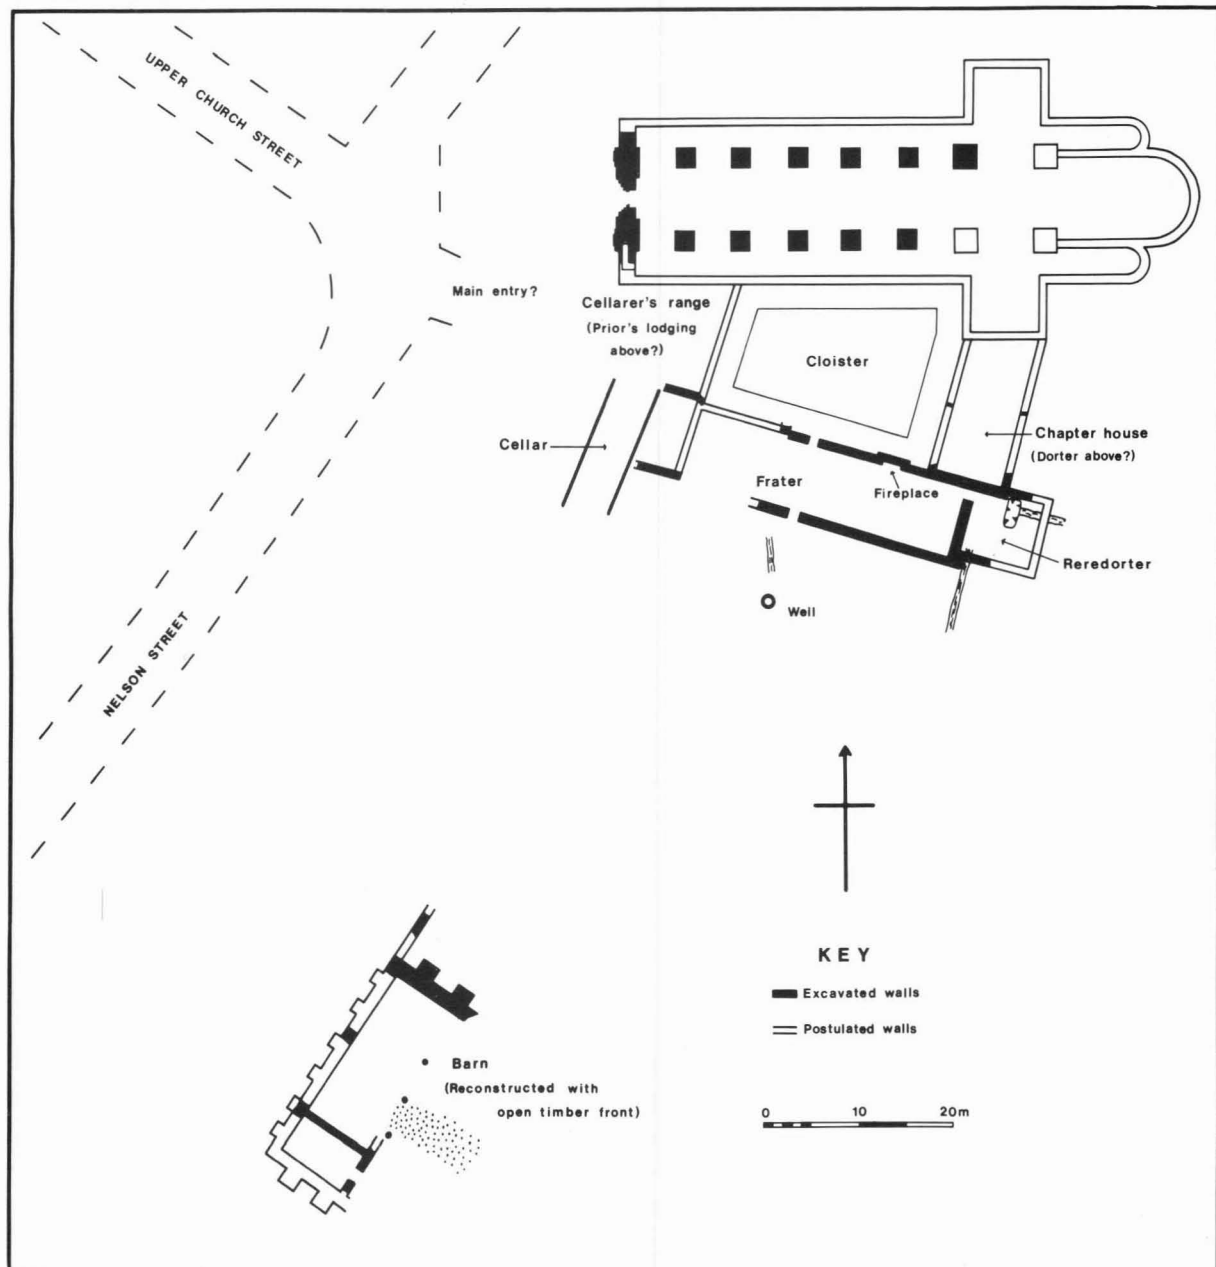 UPPER CHURCH STREET
Main entry?
Cellarer's range
(Prior's lodging
above?)
Cloister
Cellar
Chapter house
(Dorter above?)
Frater
Fireplace
Reredorter
Well
NELSON STREET
KEY
Excavated walls
Postulated walls
Barn
(Reconstructed with
open timber front)
0 10 20m